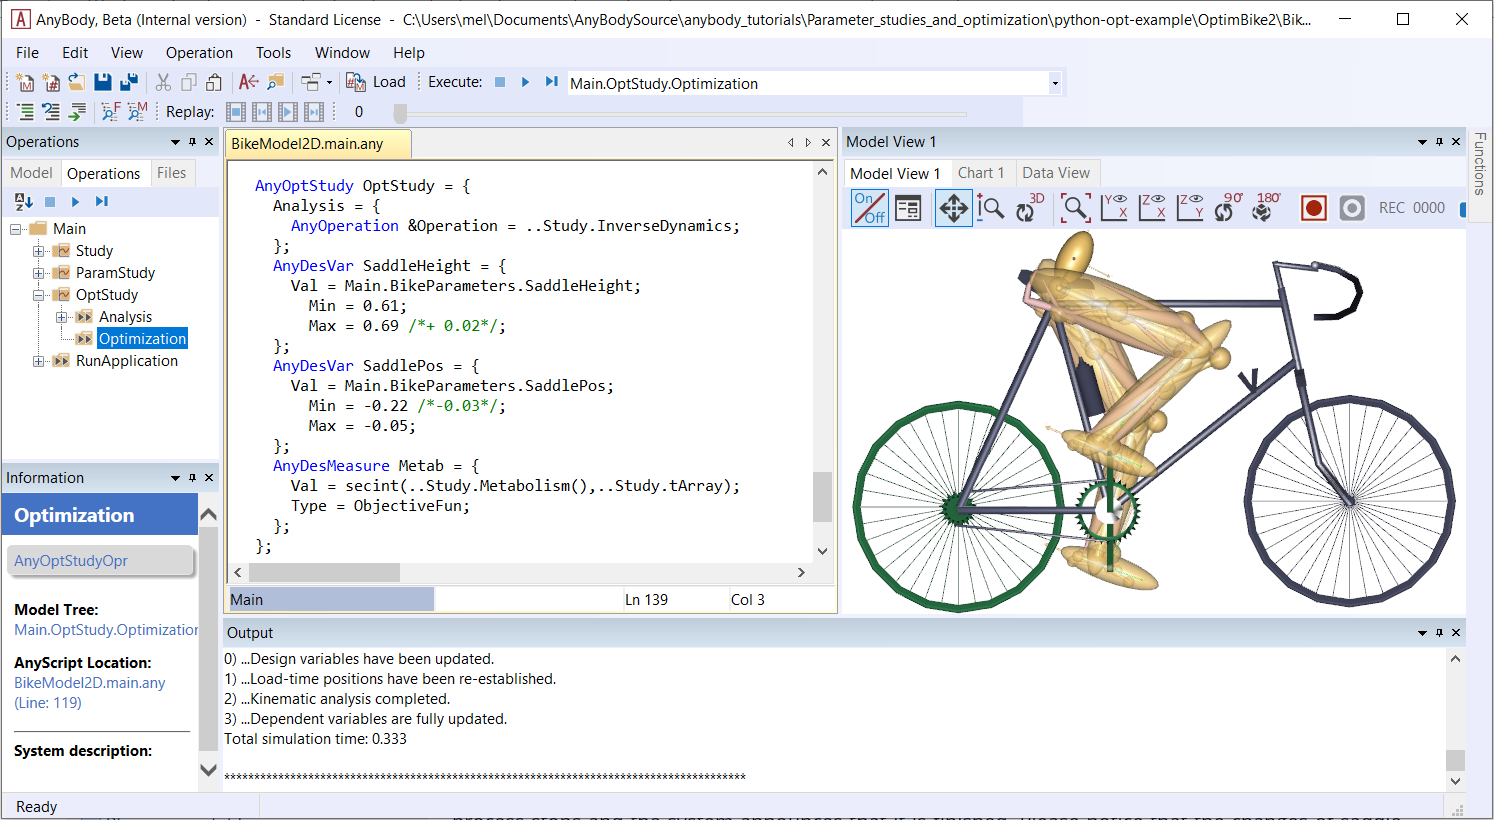 AnyBody, Beta (Internal version) - Standard License - C:\Users\mel\Documents\AnyBodySource\anybody_tutorials\Parameter_studies_and_optimization\python-opt-example\OptimBike2\Bik...
File Edit View Operation Tools Window Help
Load Execute: Main.OptStudy.Optimization
Replay: 0
Operations
Model Operations Files
Main
Study
ParamStudy
OptStudy
Analysis
Optimization
RunApplication
Information
Optimization
AnyOptStudyOpr
Model Tree:
Main.OptStudy.Optimization
AnyScript Location:
BikeModel2D.main.any
(Line: 119)
System description:
BikeModel2D.main.any
AnyOptStudy OptStudy = {
Analysis = {
AnyOperation &Operation = ..Study.InverseDynamics;
};
AnyDesVar SaddleHeight = {
Val = Main.BikeParameters.SaddleHeight;
Min = 0.61;
Max = 0.69 /*+ 0.02*/;
};
AnyDesVar SaddlePos = {
Val = Main.BikeParameters.SaddlePos;
Min = -0.22 /*-0.03*/;
Max = -0.05;
};
AnyDesMeasure Metab = {
Val = secint(..Study.Metabolism(),..Study.tArray);
Type = ObjectiveFun;
};
};
Main Ln 139 Col 3
Model View 1
Model View 1 Chart 1 Data View
On Off 3D Y X Z X Z Y 90° 180° REC 0000
Functions
Output
0) ...Design variables have been updated.
1) ...Load-time positions have been re-established.
2) ...Kinematic analysis completed.
3) ...Dependent variables are fully updated.
Total simulation time: 0.333
Ready